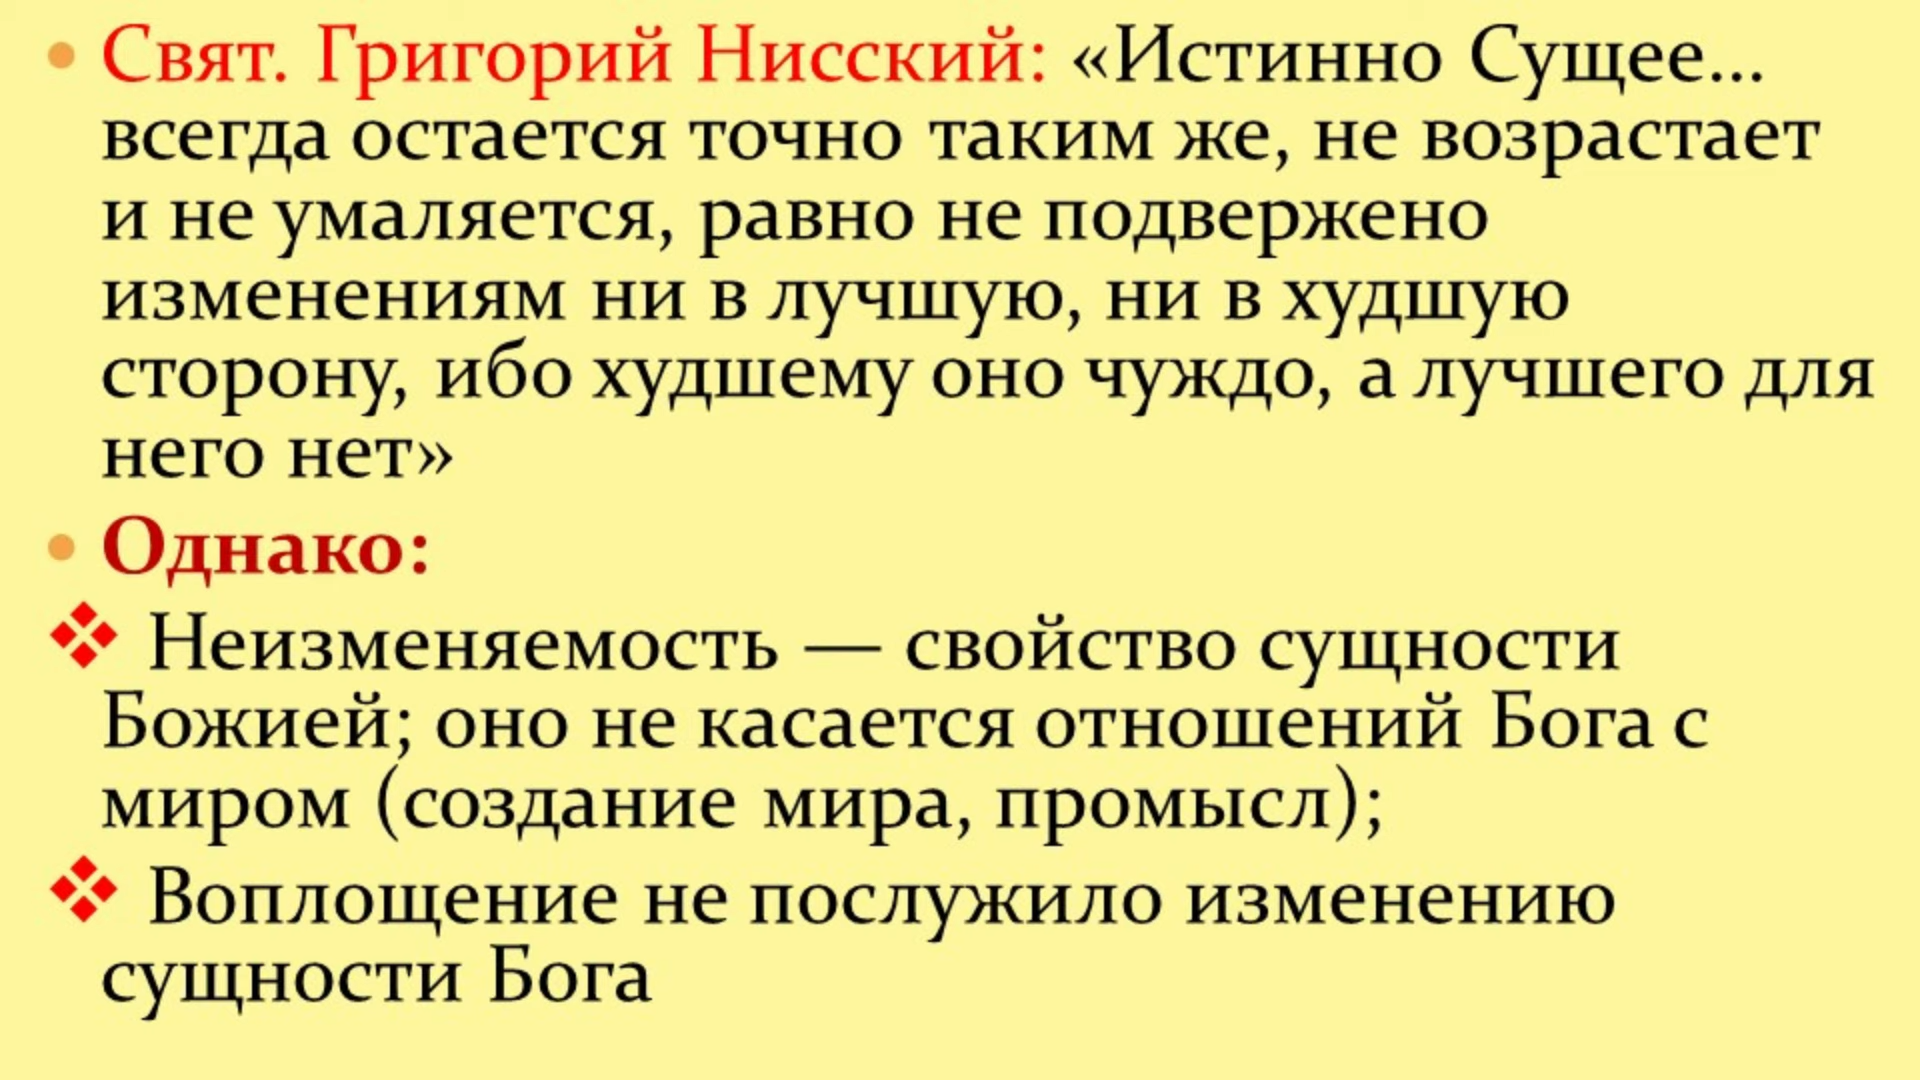 • Свят. Григорий Нисский: «Истинно Сущее...
всегда остается точно таким же, не возрастает
и не умаляется, равно не подвержено
изменениям ни в лучшую, ни в худшую
сторону, ибо худшему оно чуждо, а лучшего для
него нет»
• Однако:
❖ Неизменяемость — свойство сущности
Божией; оно не касается отношений Бога с
миром (создание мира, промысл);
❖ Воплощение не послужило изменению
сущности Бога